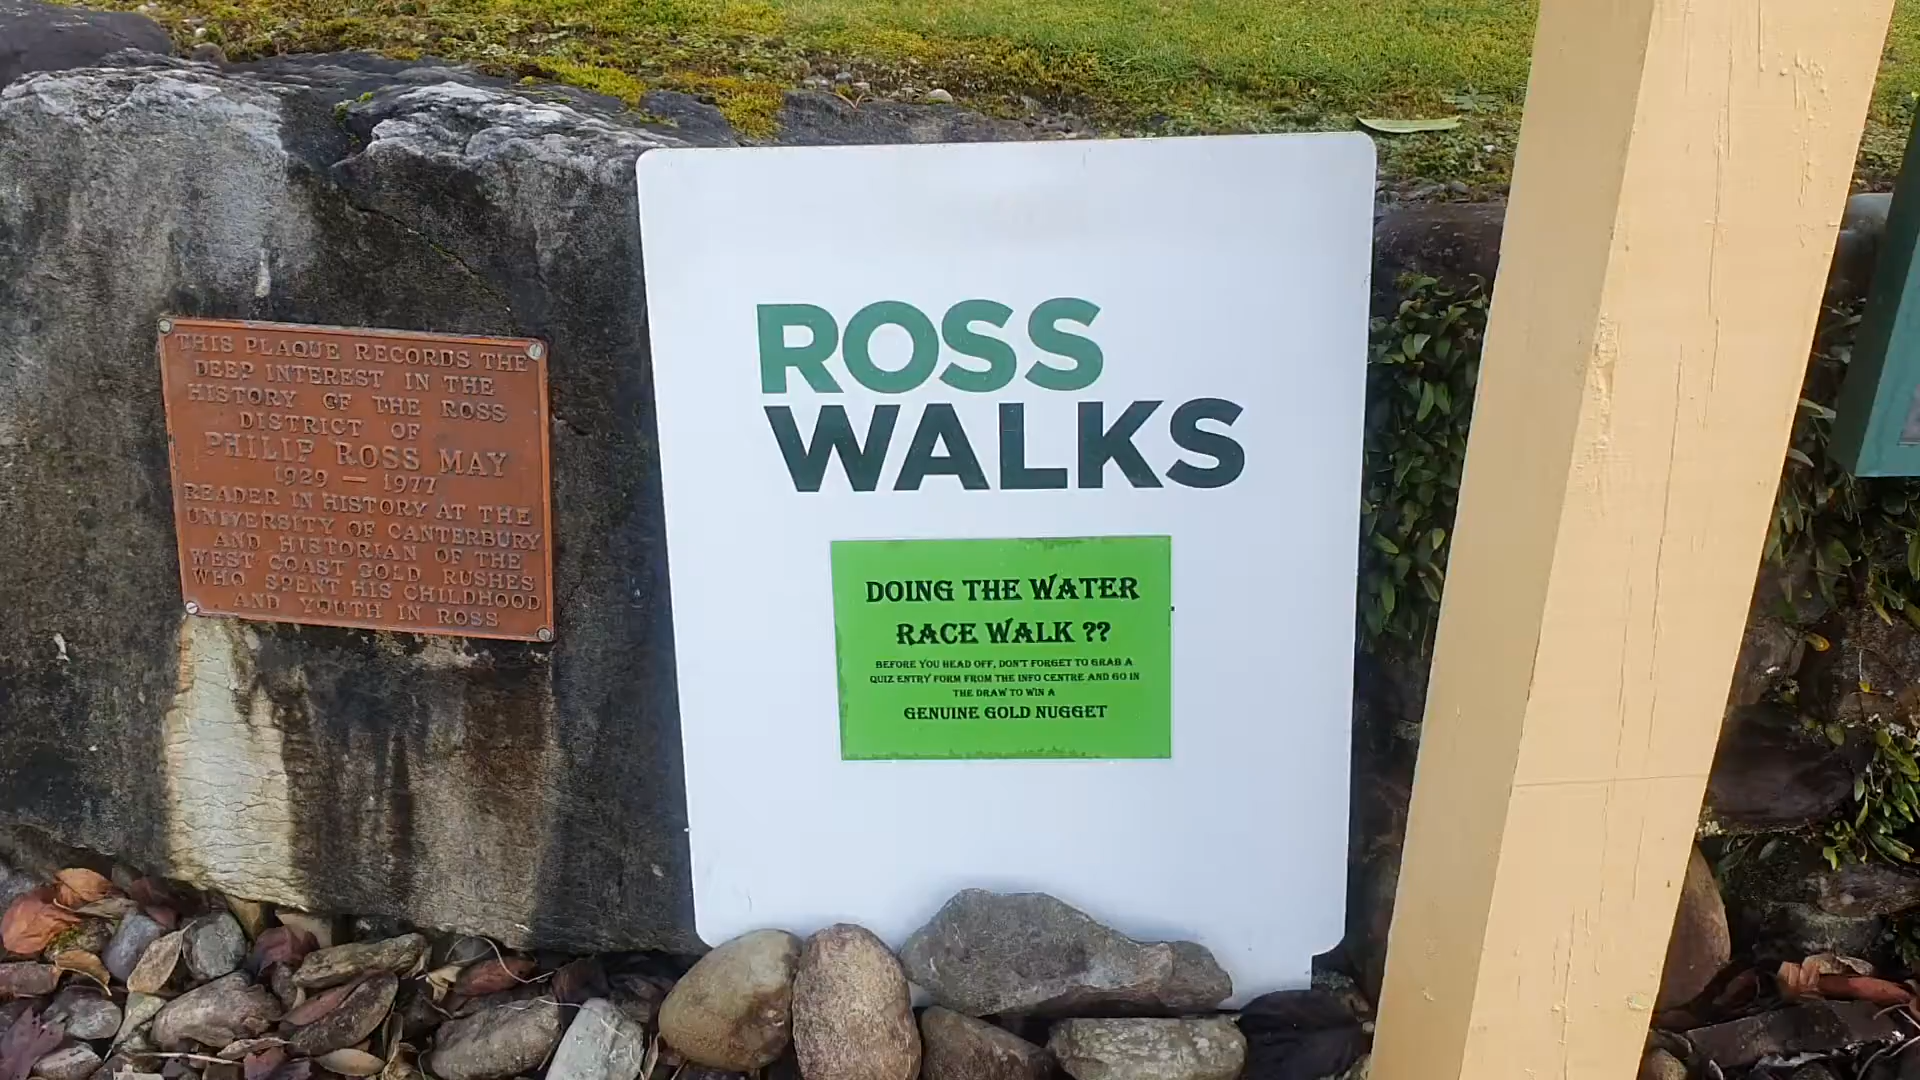 THIS PLAQUE RECORDS THE
DEEP INTEREST IN THE
HISTORY OF THE ROSS
DISTRICT OF
PHILIP ROSS MAY
1929 — 1977
READER IN HISTORY AT THE
UNIVERSITY OF CANTERBURY
AND HISTORIAN OF THE
WEST COAST GOLD RUSHES
WHO SPENT HIS CHILDHOOD
AND YOUTH IN ROSS
ROSS
WALKS
DOING THE WATER
RACE WALK ??
BEFORE YOU HEAD OFF, DON'T FORGET TO GRAB A
QUIZ ENTRY FORM FROM THE INFO CENTRE AND GO IN
THE DRAW TO WIN A
GENUINE GOLD NUGGET